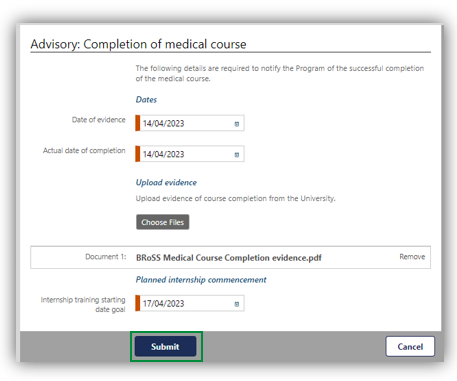 Advisory: Completion of medical course
The following details are required to notify the Program of the successful completion
of the medical course.
Dates
Date of evidence
14/04/2023
Actual date of completion
14/04/2023
Upload evidence
Upload evidence of course completion from the University.
Choose Files
Document 1: BRoSS Medical Course Completion evidence.pdf Remove
Planned internship commencement
Internship training starting
date goal
17/04/2023
Submit Cancel